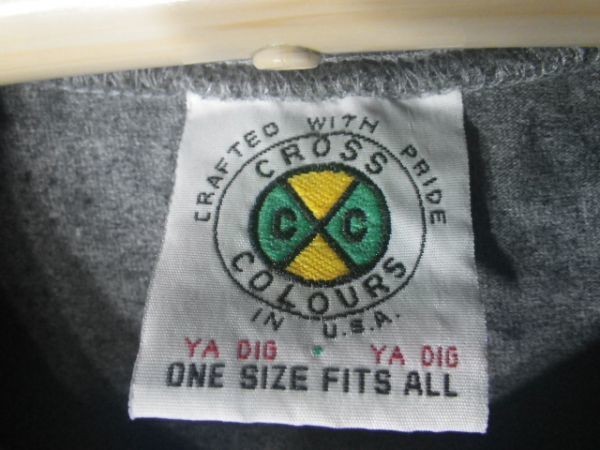 CRAFTED WITH PRIDE
CROSS
C C
COLOURS
IN U.S.A.
YA DIG • YA DIG
ONE SIZE FITS ALL